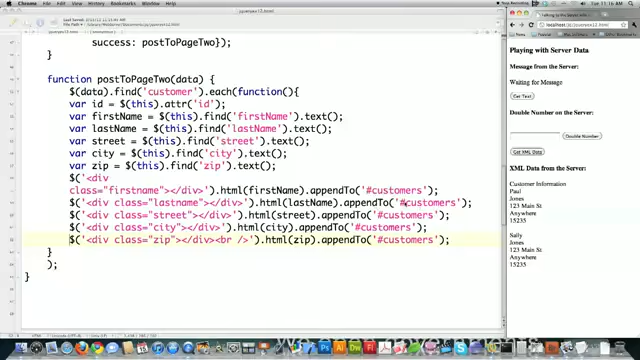 success: postToPageTwo});
}
function postToPageTwo(data) {
$(data).find('customer').each(function(){
var id = $(this).attr('id');
var firstName = $(this).find('firstName').text();
var lastName = $(this).find('lastName').text();
var street = $(this).find('street').text();
var city = $(this).find('city').text();
var zip = $(this).find('zip').text();
$('<div
class="firstname"></div>').html(firstName).appendTo('#customers');
$('<div class="lastname"></div>').html(lastName).appendTo('#customers');
$('<div class="street"></div>').html(street).appendTo('#customers');
$('<div class="city"></div>').html(city).appendTo('#customers');
$('<div class="zip"></div><br />').html(zip).appendTo('#customers');
}
);
}
11:16 AM
Playing with Server Data
Message from the Server:
Waiting for Message
Get Text
Double Number on the Server:
Double Number
Get XML Data
XML Data from the Server:
Customer Information
Paul
Jones
123 Main St
Anywhere
15235
Sally
Jones
123 Main St
Anywhere
15235